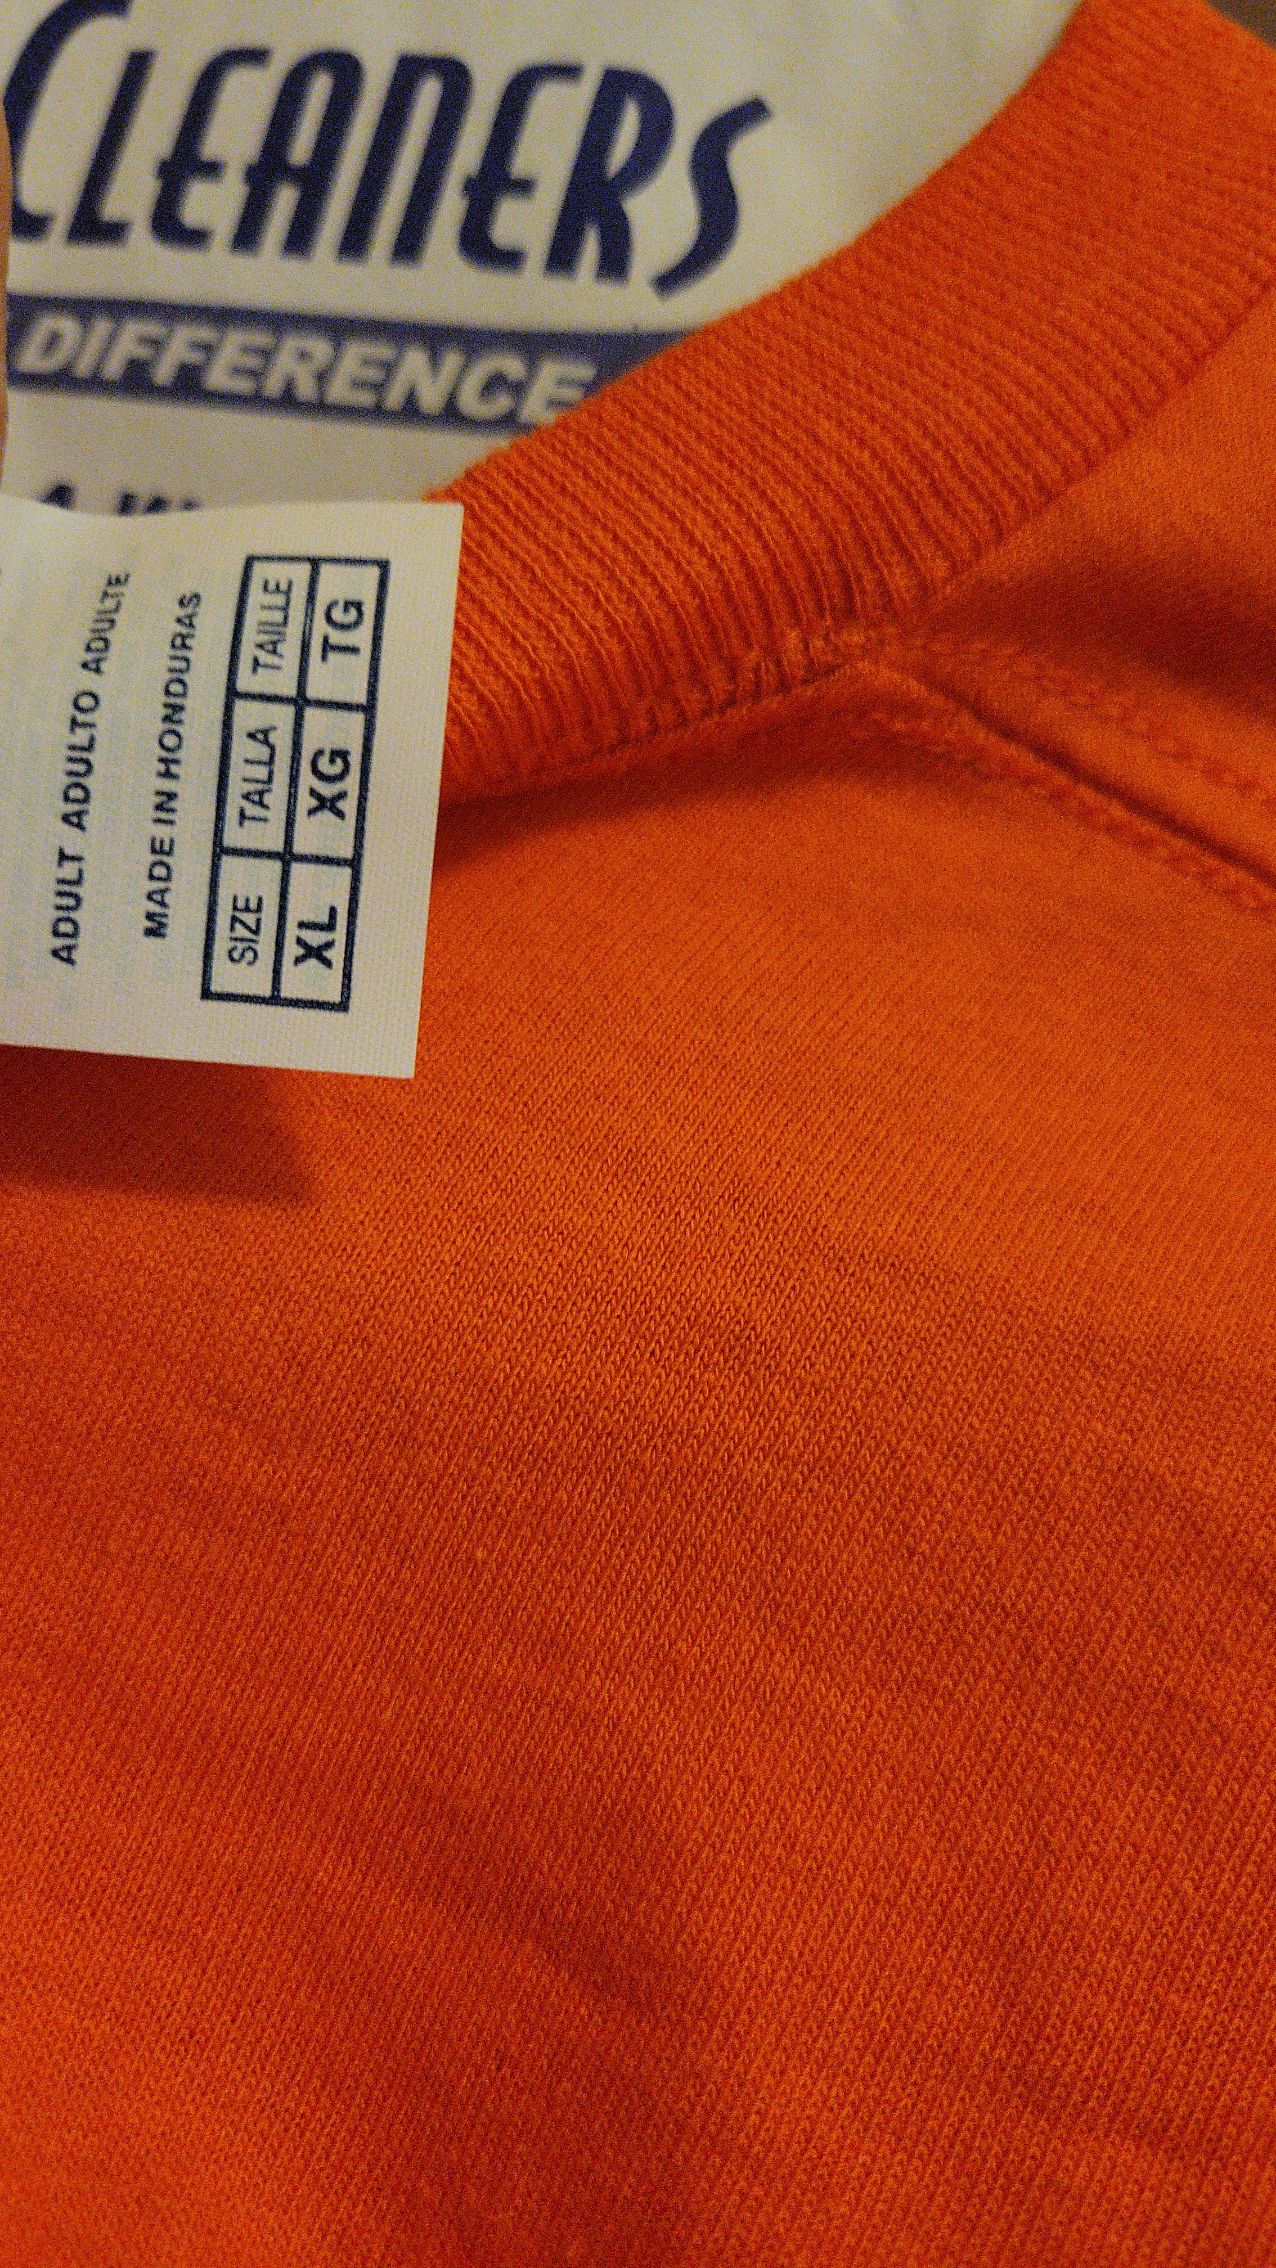 CLEANERS
DIFFERENCE
ADULT ADULTO ADULTE
MADE IN HONDURAS
SIZE TALLA TAILLE
XL XG TG